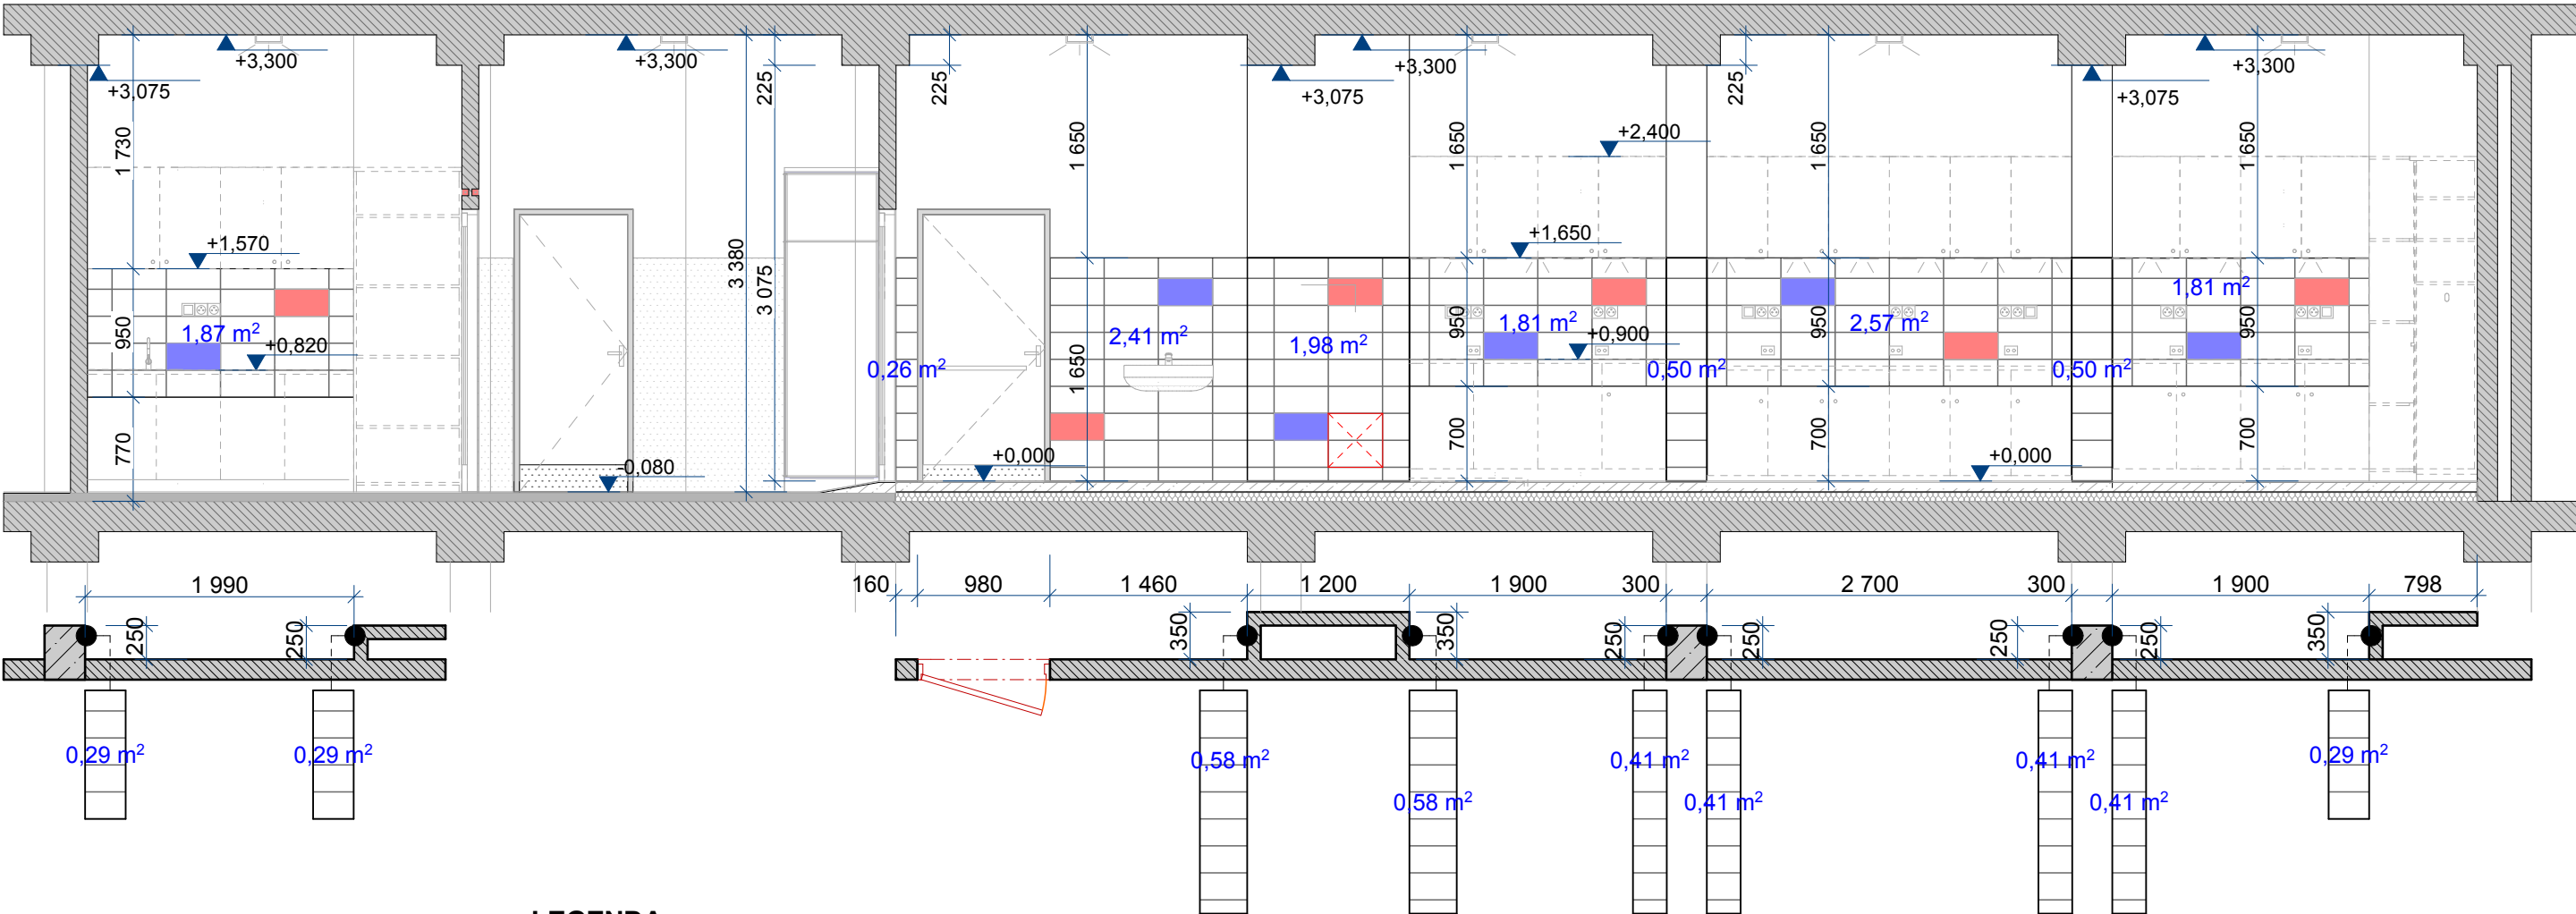 +3,300
+3,300
+3,300
+3,300
+3,075
225
225
+3,075
225
+3,075
1 730
1 650
1 650
+2,400
1 650
1 650
+1,570
3 380
3 075
+1,650
950
1,87 m²
+0,820
0,26 m²
2,41 m²
1 650
1,98 m²
950
1,81 m²
+0,900
0,50 m²
950
2,57 m²
0,50 m²
1,81 m²
950
770
-0,080
+0,000
700
700
+0,000
700
1 990
160
980
1 460
1 200
1 900
300
2 700
300
1 900
798
250
250
350
350
250
250
250
250
350
0,29 m²
0,29 m²
0,58 m²
0,58 m²
0,41 m²
0,41 m²
0,41 m²
0,41 m²
0,29 m²
LEGENDA